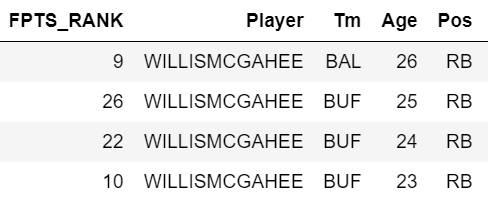 FPTS_RANK Player Tm Age Pos
9 WILLISMCGAHEE BAL 26 RB
26 WILLISMCGAHEE BUF 25 RB
22 WILLISMCGAHEE BUF 24 RB
10 WILLISMCGAHEE BUF 23 RB